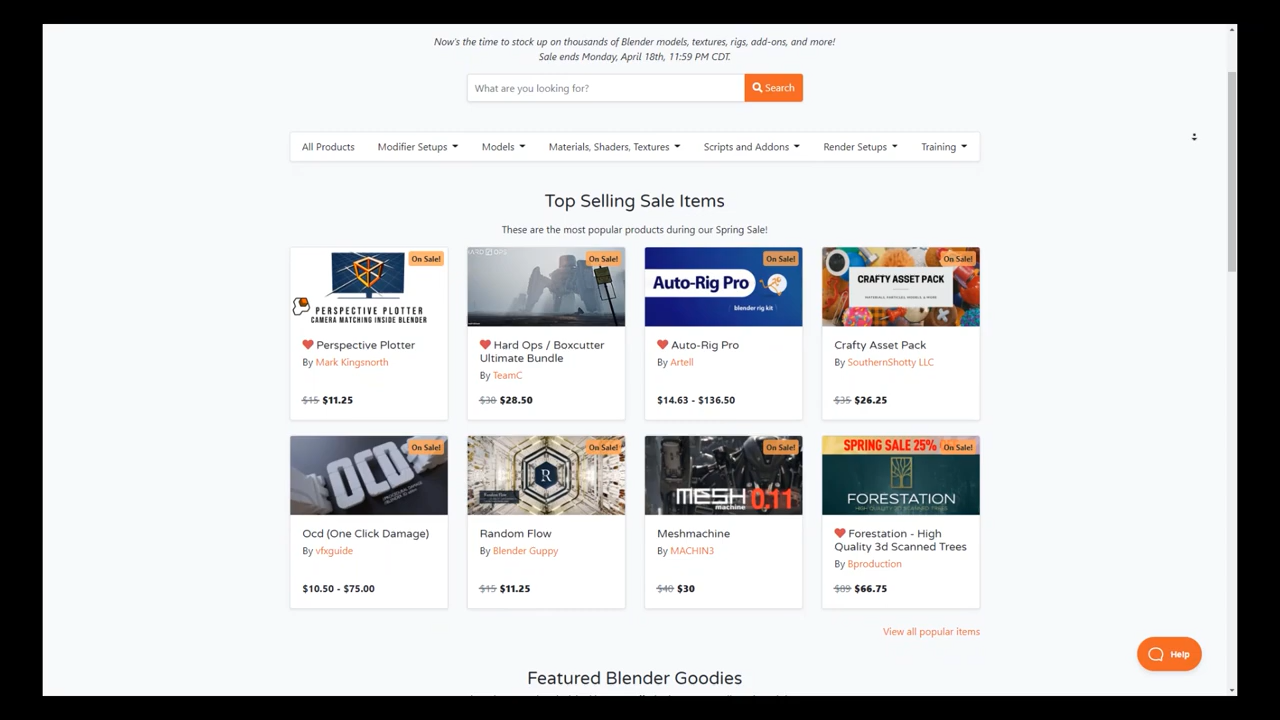 Now's the time to stock up on thousands of Blender models, textures, rigs, add-ons, and more!
Sale ends Monday, April 18th, 11:59 PM CDT.
What are you looking for?
Search
All Products Modifier Setups Models Materials, Shaders, Textures Scripts and Addons Render Setups Training
Top Selling Sale Items
These are the most popular products during our Spring Sale!
On Sale!
PERSPECTIVE PLOTTER
CAMERA MATCHING INSIDE BLENDER
Perspective Plotter
By Mark Kingsnorth
$15 $11.25
On Sale!
Hard Ops / Boxcutter
Ultimate Bundle
By TeamC
$38 $28.50
On Sale!
Auto-Rig Pro
blender rig kit
Auto-Rig Pro
By Artell
$14.63 - $136.50
On Sale!
CRAFTY ASSET PACK
Crafty Asset Pack
By SouthernShotty LLC
$35 $26.25
On Sale!
OCD
Ocd (One Click Damage)
By vfxguide
$10.50 - $75.00
On Sale!
R
Random Flow
Random Flow
By Blender Guppy
$15 $11.25
On Sale!
MESH
machine
0.11
Meshmachine
By MACHIN3
$40 $30
SPRING SALE 25%
On Sale!
FORESTATION
Forestation - High
Quality 3d Scanned Trees
By Bproduction
$89 $66.75
View all popular items
Featured Blender Goodies
Help